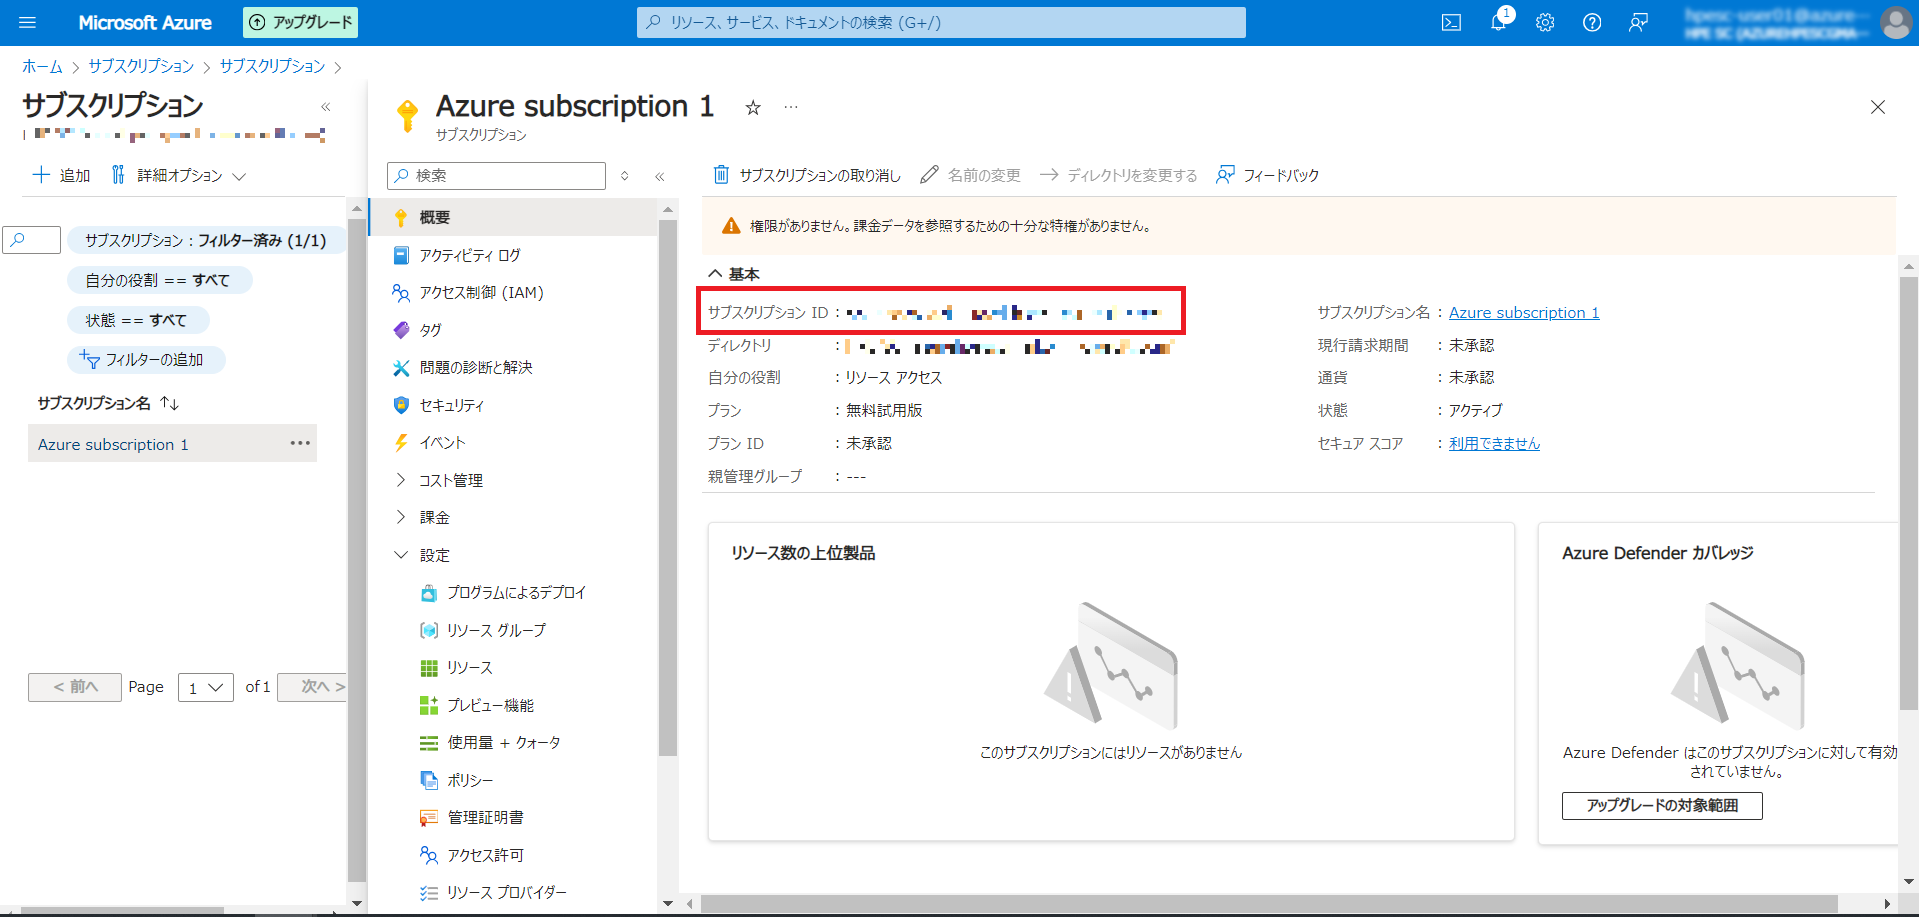 Microsoft Azure
アップグレード
リソース、サービス、ドキュメントの検索 (G+/)
1
ホーム > サブスクリプション > サブスクリプション >
サブスクリプション
«
追加
詳細オプション
サブスクリプション : フィルター済み (1/1)
自分の役割 == すべて
状態 == すべて
フィルターの追加
サブスクリプション名 ↑↓
Azure subscription 1
···
< 前へ
Page
1
of 1
次へ >
Azure subscription 1
···
サブスクリプション
検索
«
概要
アクティビティ ログ
アクセス制御 (IAM)
タグ
問題の診断と解決
セキュリティ
イベント
コスト管理
課金
設定
プログラムによるデプロイ
リソース グループ
リソース
プレビュー機能
使用量 + クォータ
ポリシー
管理証明書
アクセス許可
リソース プロバイダー
サブスクリプションの取り消し
名前の変更
ディレクトリを変更する
フィードバック
権限がありません。課金データを参照するための十分な特権がありません。
基本
サブスクリプション ID :
ディレクトリ :
自分の役割 : リソース アクセス
プラン : 無料試用版
プラン ID : 未承認
親管理グループ : ---
サブスクリプション名 : Azure subscription 1
現行請求期間 : 未承認
通貨 : 未承認
状態 : アクティブ
セキュア スコア : 利用できません
リソース数の上位製品
このサブスクリプションにはリソースがありません
Azure Defender カバレッジ
Azure Defender はこのサブスクリプションに対して有効
されていません。
アップグレードの対象範囲